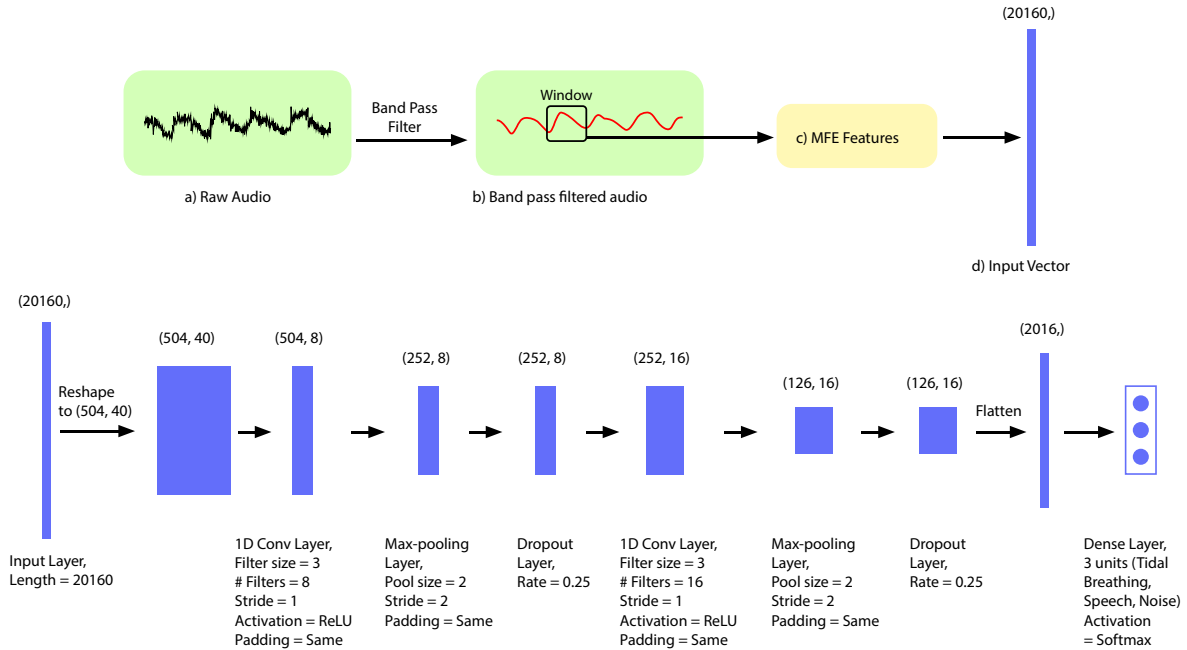 (20160,)
Band Pass
Filter
Window
c) MFE Features
a) Raw Audio
b) Band pass filtered audio
d) Input Vector
(20160,)
Reshape
to (504, 40)
(504, 40)
(504, 8)
(252, 8)
(252, 8)
(252, 16)
(126, 16)
(126, 16)
Flatten
(2016,)
Input Layer,
Length = 20160
1D Conv Layer,
Filter size = 3
# Filters = 8
Stride = 1
Activation = ReLU
Padding = Same
Max-pooling
Layer,
Pool size = 2
Stride = 2
Padding = Same
Dropout
Layer,
Rate = 0.25
1D Conv Layer,
Filter size = 3
# Filters = 16
Stride = 1
Activation = ReLU
Padding = Same
Max-pooling
Layer,
Pool size = 2
Stride = 2
Padding = Same
Dropout
Layer,
Rate = 0.25
Dense Layer,
3 units (Tidal
Breathing,
Speech, Noise)
Activation
= Softmax